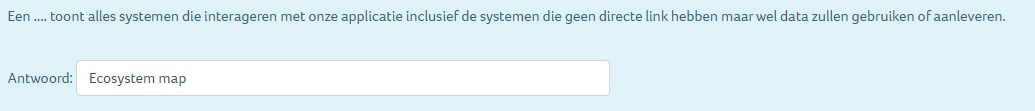 Een .... toont alles systemen die interageren met onze applicatie inclusief de systemen die geen directe link hebben maar wel data zullen gebruiken of aanleveren.
Antwoord: Ecosystem map